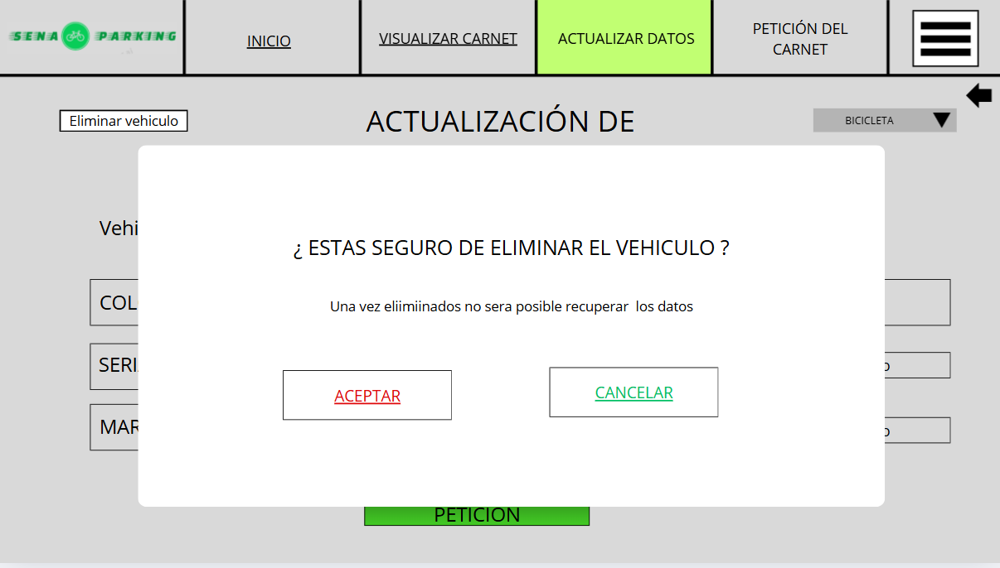 SENA PARKING
INICIO
VISUALIZAR CARNET
ACTUALIZAR DATOS
PETICIÓN DEL
CARNET
Eliminar vehiculo
ACTUALIZACIÓN DE
BICICLETA
Vehi
¿ ESTAS SEGURO DE ELIMINAR EL VEHICULO ?
COL
Una vez eliimiinados no sera posible recuperar los datos
SERI
ACEPTAR
CANCELAR
MAR
PETICIÓN